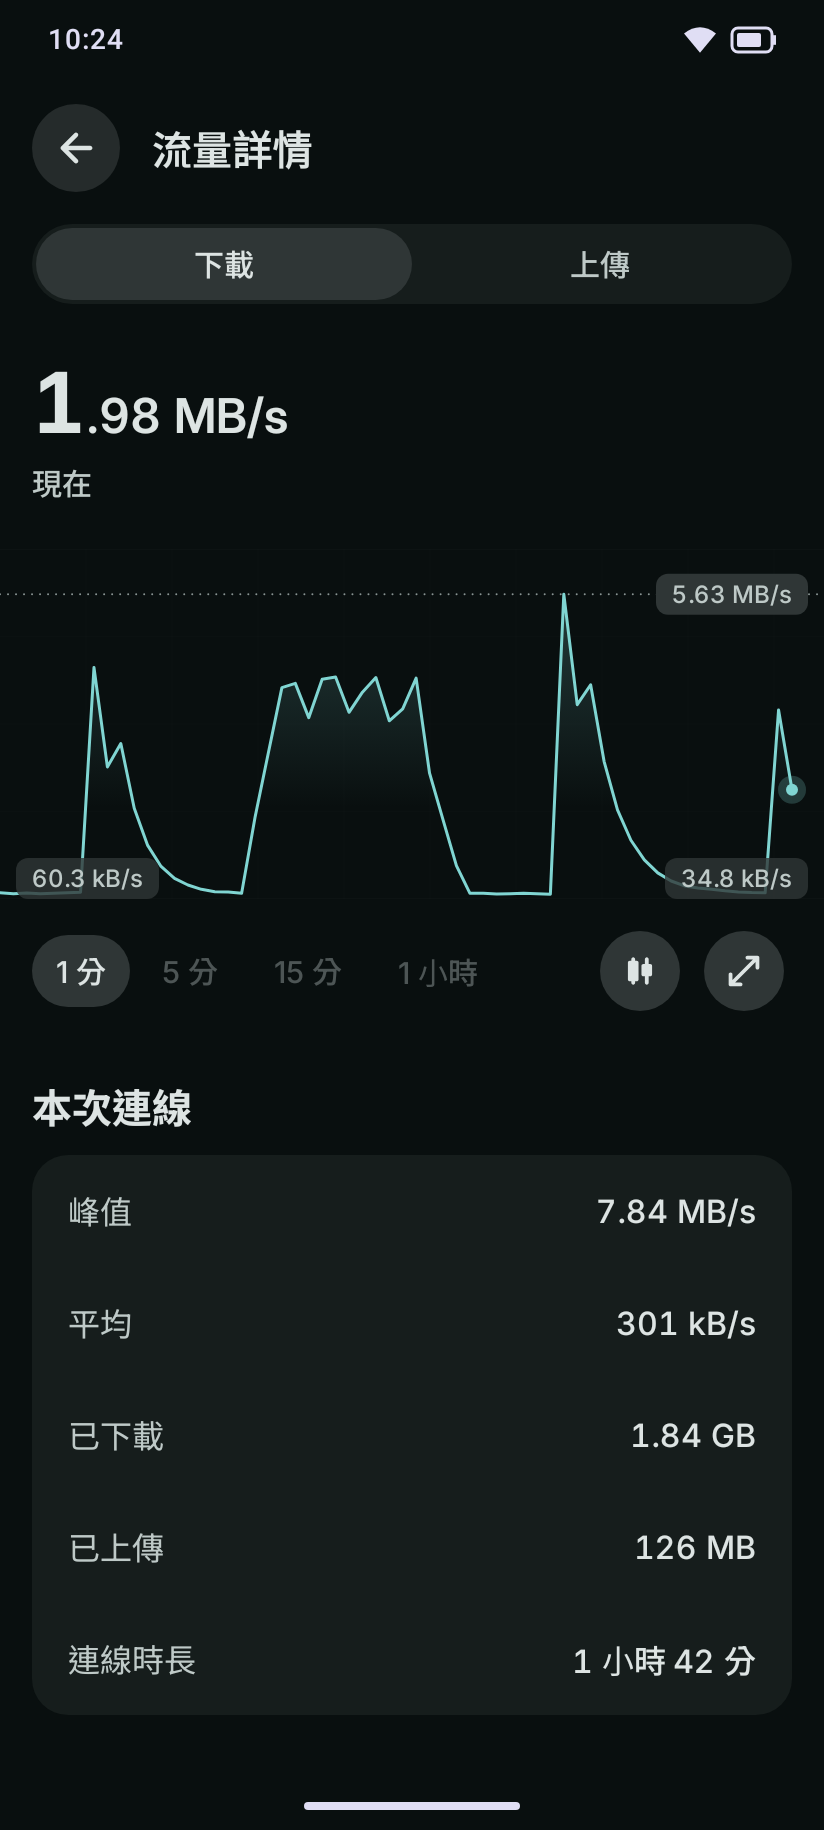 10:24
流量詳情
下載
上傳
1.98 MB/s
現在
5.63 MB/s
60.3 kB/s
34.8 kB/s
1 分
5 分
15 分
1 小時
本次連線
峰值
7.84 MB/s
平均
301 kB/s
已下載
1.84 GB
已上傳
126 MB
連線時長
1 小時 42 分